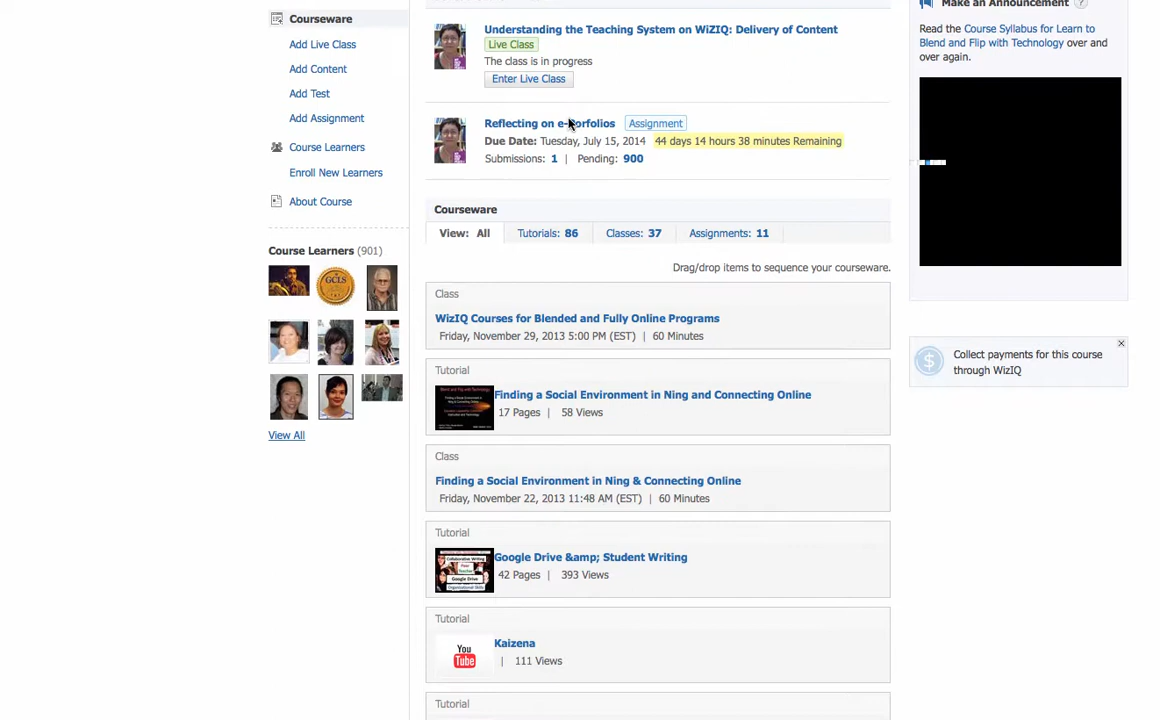 Courseware
Add Live Class
Add Content
Add Test
Add Assignment
Course Learners
Enroll New Learners
About Course
Course Learners (901)
View All
Understanding the Teaching System on WiZIQ: Delivery of Content
Live Class
The class is in progress
Enter Live Class
Reflecting on Assignment
Due Date: Tuesday, July 15, 2014 44 days 14 hours 38 minutes Remaining
Submissions: 1 | Pending: 900
Courseware
View: All Tutorials: 86 Classes: 37 Assignments: 11
Drag/drop items to sequence your courseware.
Class
WizIQ Courses for Blended and Fully Online Programs
Friday, November 29, 2013 5:00 PM (EST) | 60 Minutes
Tutorial
Finding a Social Environment in Ning and Connecting Online
17 Pages | 58 Views
Class
Finding a Social Environment in Ning & Connecting Online
Friday, November 22, 2013 11:48 AM (EST) | 60 Minutes
Tutorial
Google Drive &amp; Student Writing
42 Pages | 393 Views
Tutorial
Kaizena
You
Tube
| 111 Views
Tutorial
Make an Announcement ?
Read the Course Syllabus for Learn to
Blend and Flip with Technology over and
over again.
Collect payments for this course
through WizIQ
GCLS